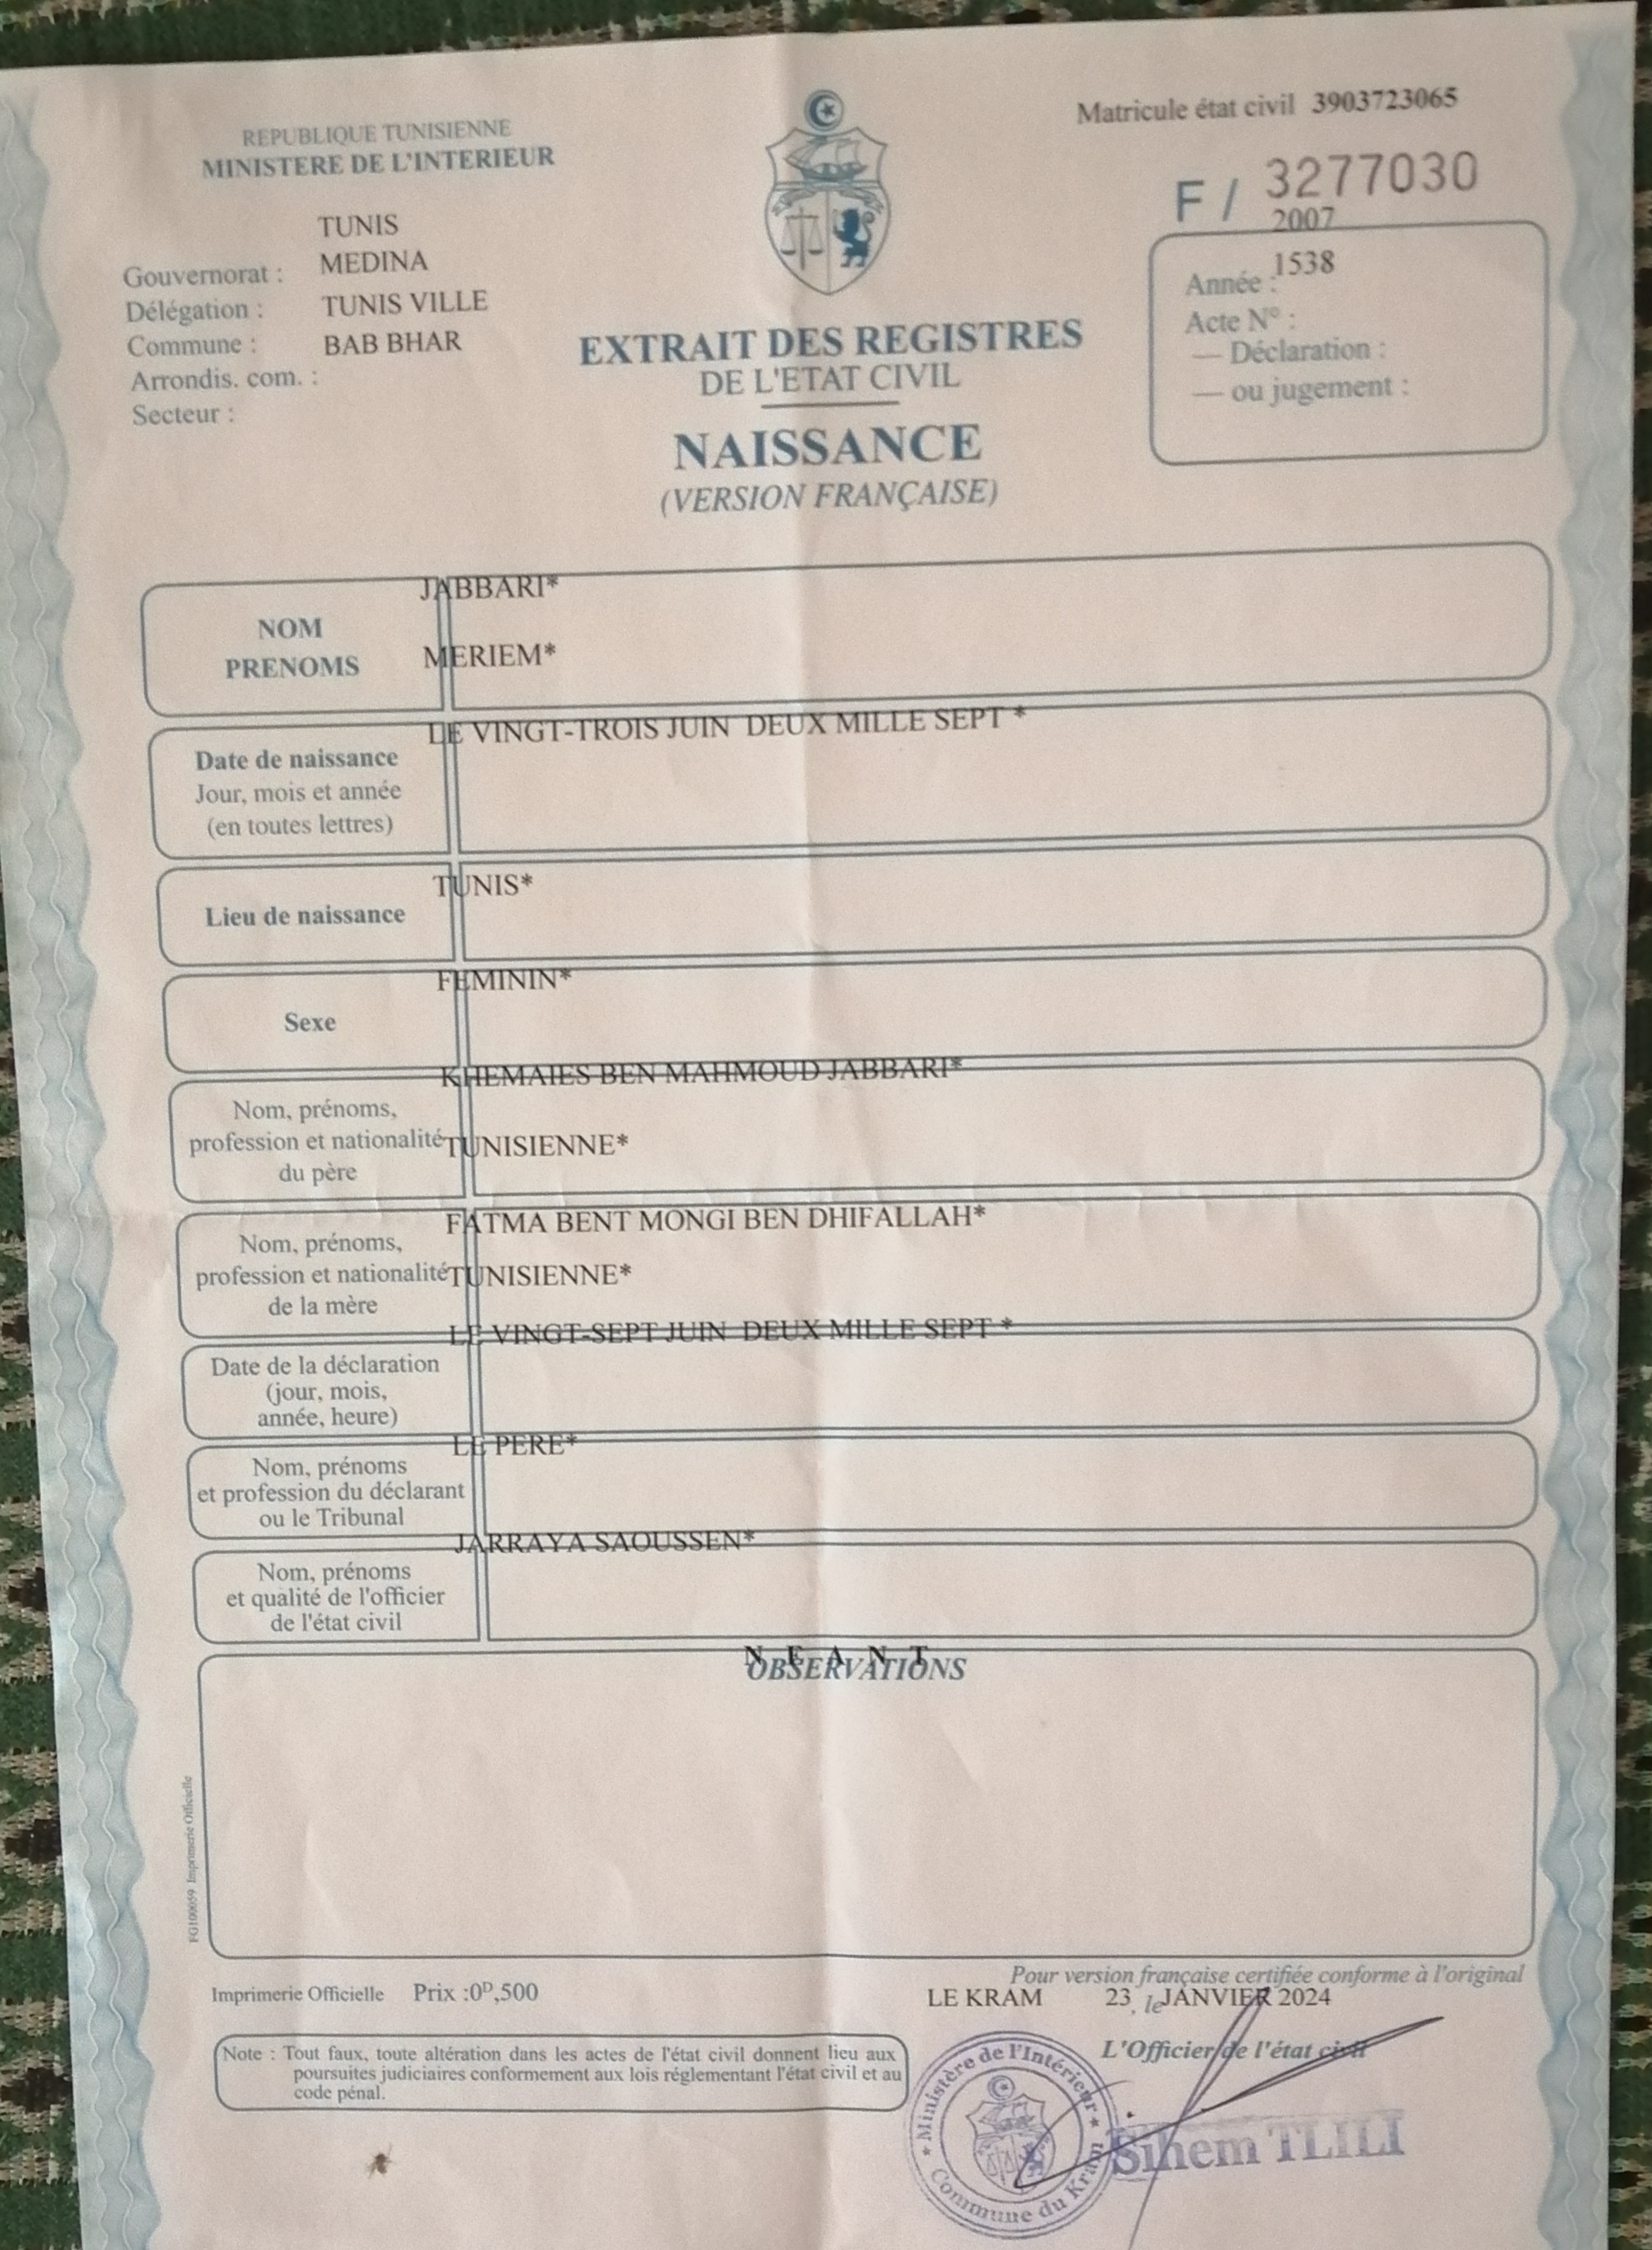 REPUBLIQUE TUNISIENNE
MINISTERE DE L'INTERIEUR
Matricule état civil 3903723065
F / 3277030
2007
TUNIS
Gouvernorat : MEDINA
Délégation : TUNIS VILLE
Commune : BAB BHAR
Arrondis. com. :
Secteur :
Année : 1538
Acte N° :
— Déclaration :
— ou jugement :
EXTRAIT DES REGISTRES
DE L'ETAT CIVIL
NAISSANCE
(VERSION FRANÇAISE)
JABBARI*
NOM
PRENOMS
MERIEM*
LE VINGT-TROIS JUIN DEUX MILLE SEPT *
Date de naissance
Jour, mois et année
(en toutes lettres)
TUNIS*
Lieu de naissance
FEMININ*
Sexe
KHEMAIES BEN MAHMOUD JABBARI*
Nom, prénoms,
profession et nationalité
du père
TUNISIENNE*
FATMA BENT MONGI BEN DHIFALLAH*
Nom, prénoms,
profession et nationalité
de la mère
TUNISIENNE*
LE VINGT-SEPT JUIN DEUX MILLE SEPT *
Date de la déclaration
(jour, mois,
année, heure)
LE PERE*
Nom, prénoms
et profession du déclarant
ou le Tribunal
JARRAYA SAOUSSEN*
Nom, prénoms
et qualité de l'officier
de l'état civil
N E A N T
OBSERVATIONS
FG100059 Imprimerie Officielle
Imprimerie Officielle Prix :0ᴰ,500
Pour version française certifiée conforme à l'original
LE KRAM 23 , le JANVIER 2024
L'Officier de l'état civil
Note : Tout faux, toute altération dans les actes de l'état civil donnent lieu aux
poursuites judiciaires conformement aux lois réglementant l'état civil et au
code pénal.
Ministère de l'Intérieur
Commune du Kram
Sihem TLILI